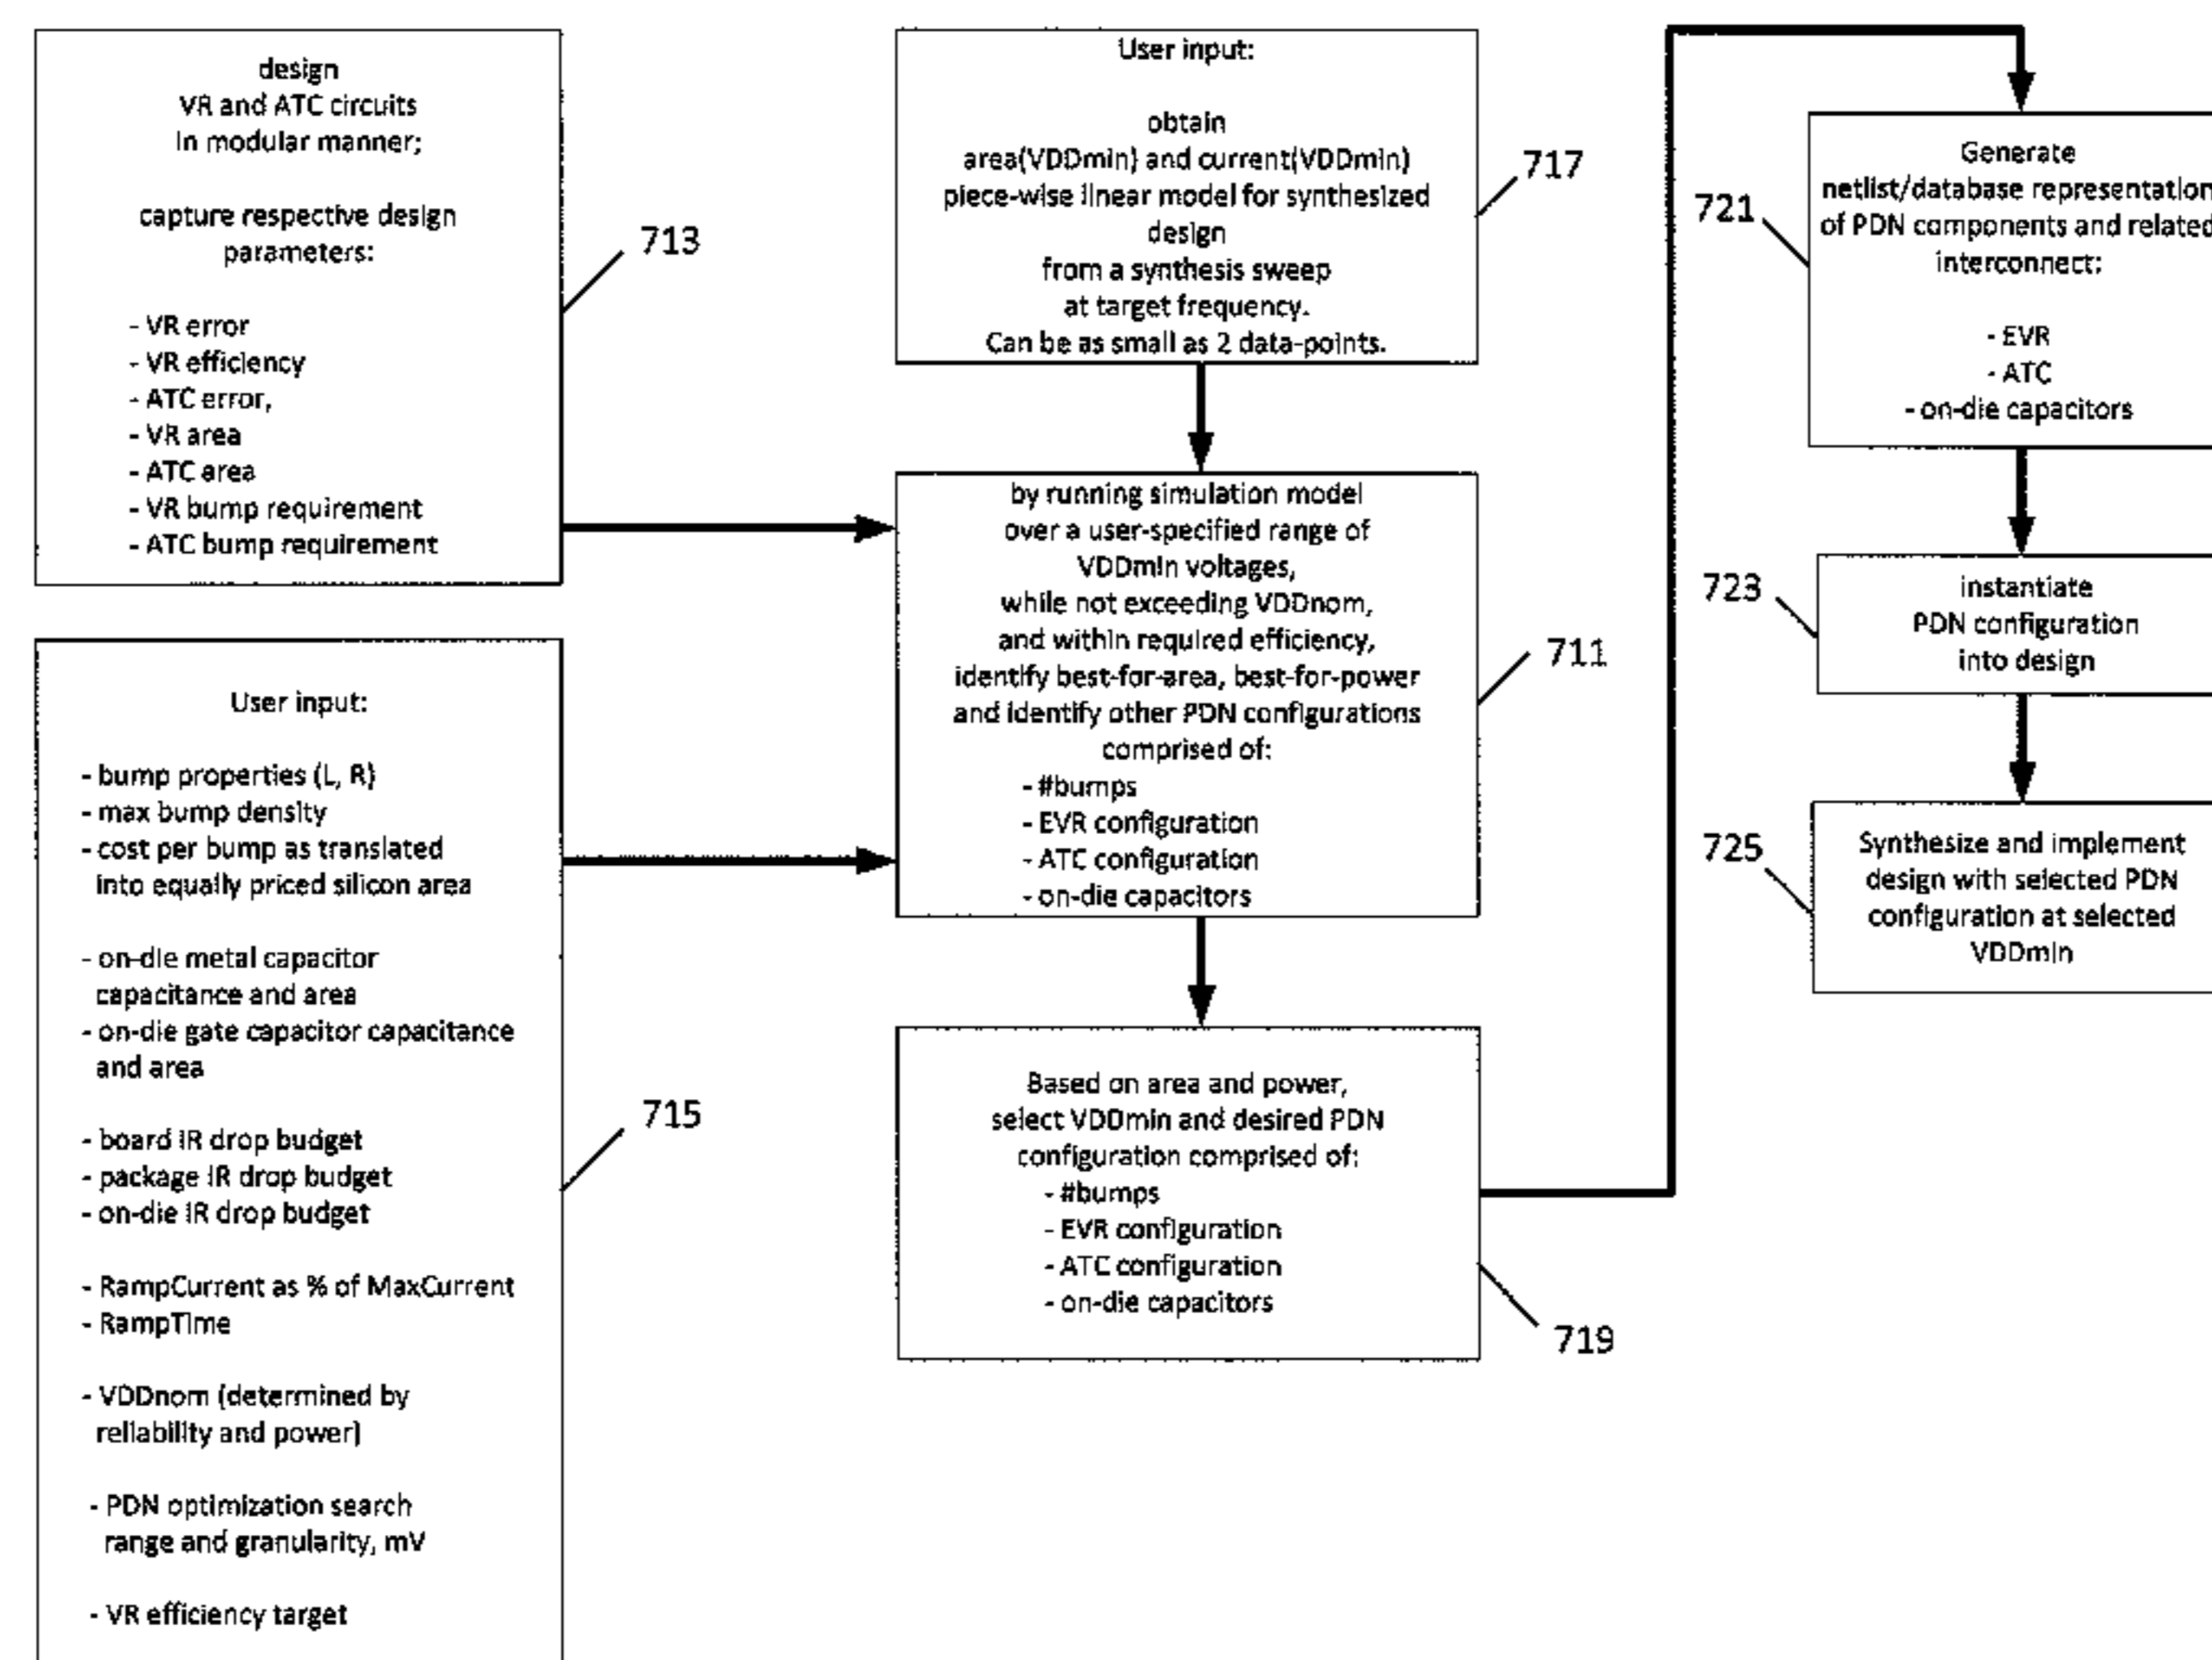 design
VR and ATC circuits
In modular manner;
capture respective design
parameters:
- VR error
- VR efficiency
- ATC error,
- VR area
- ATC area
- VR bump requirement
- ATC bump requirement
713
User input:
- bump properties (L, R)
- max bump density
- cost per bump as translated
into equally priced silicon area
- on-die metal capacitor
capacitance and area
- on-die gate capacitor capacitance
and area
- board IR drop budget
- package IR drop budget
- on-die IR drop budget
- RampCurrent as % of MaxCurrent
- RampTime
- VDDnom (determined by
reliability and power)
- PDN optimization search
range and granularity, mV
- VR efficiency target
715
User input:
obtain
area(VDDmin) and current(VDDmin)
piece-wise linear model for synthesized
design
from a synthesis sweep
at target frequency.
Can be as small as 2 data-points.
717
by running simulation model
over a user-specified range of
VDDmin voltages,
while not exceeding VDDnom,
and within required efficiency,
identify best-for-area, best-for-power
and identify other PDN configurations
comprised of:
- #bumps
- EVR configuration
- ATC configuration
- on-die capacitors
711
Based on area and power,
select VDDmin and desired PDN
configuration comprised of:
- #bumps
- EVR configuration
- ATC configuration
- on-die capacitors
719
Generate
netlist/database representation
of PDN components and related
interconnect:
- EVR
- ATC
- on-die capacitors
721
instantiate
PDN configuration
into design
723
Synthesize and implement
design with selected PDN
configuration at selected
VDDmin
725